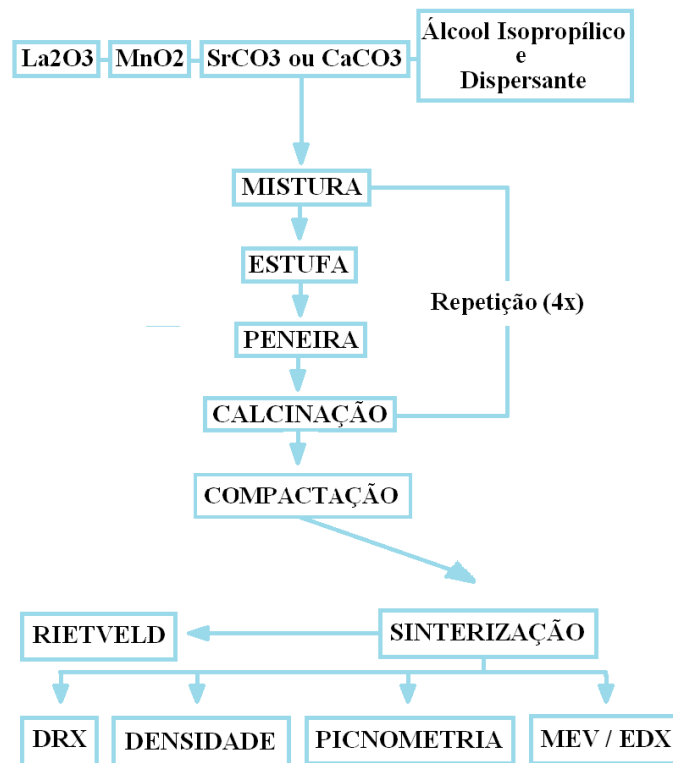 La2O3
MnO2
SrCO3 ou CaCO3
Álcool Isopropílico
e
Dispersante
MISTURA
ESTUFA
Repetição (4x)
PENEIRA
CALCINAÇÃO
COMPACTAÇÃO
RIETVELD
SINTERIZAÇÃO
DRX
DENSIDADE
PICNOMETRIA
MEV / EDX